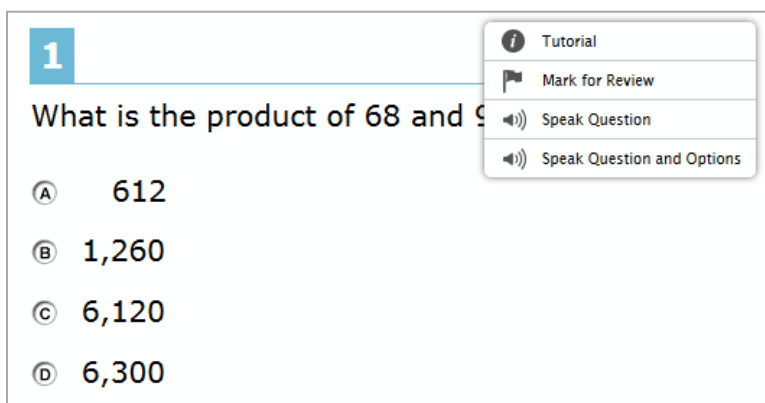 1
Tutorial
Mark for Review
What is the product of 68 and
Speak Question
Speak Question and Options
A 612
B 1,260
C 6,120
D 6,300